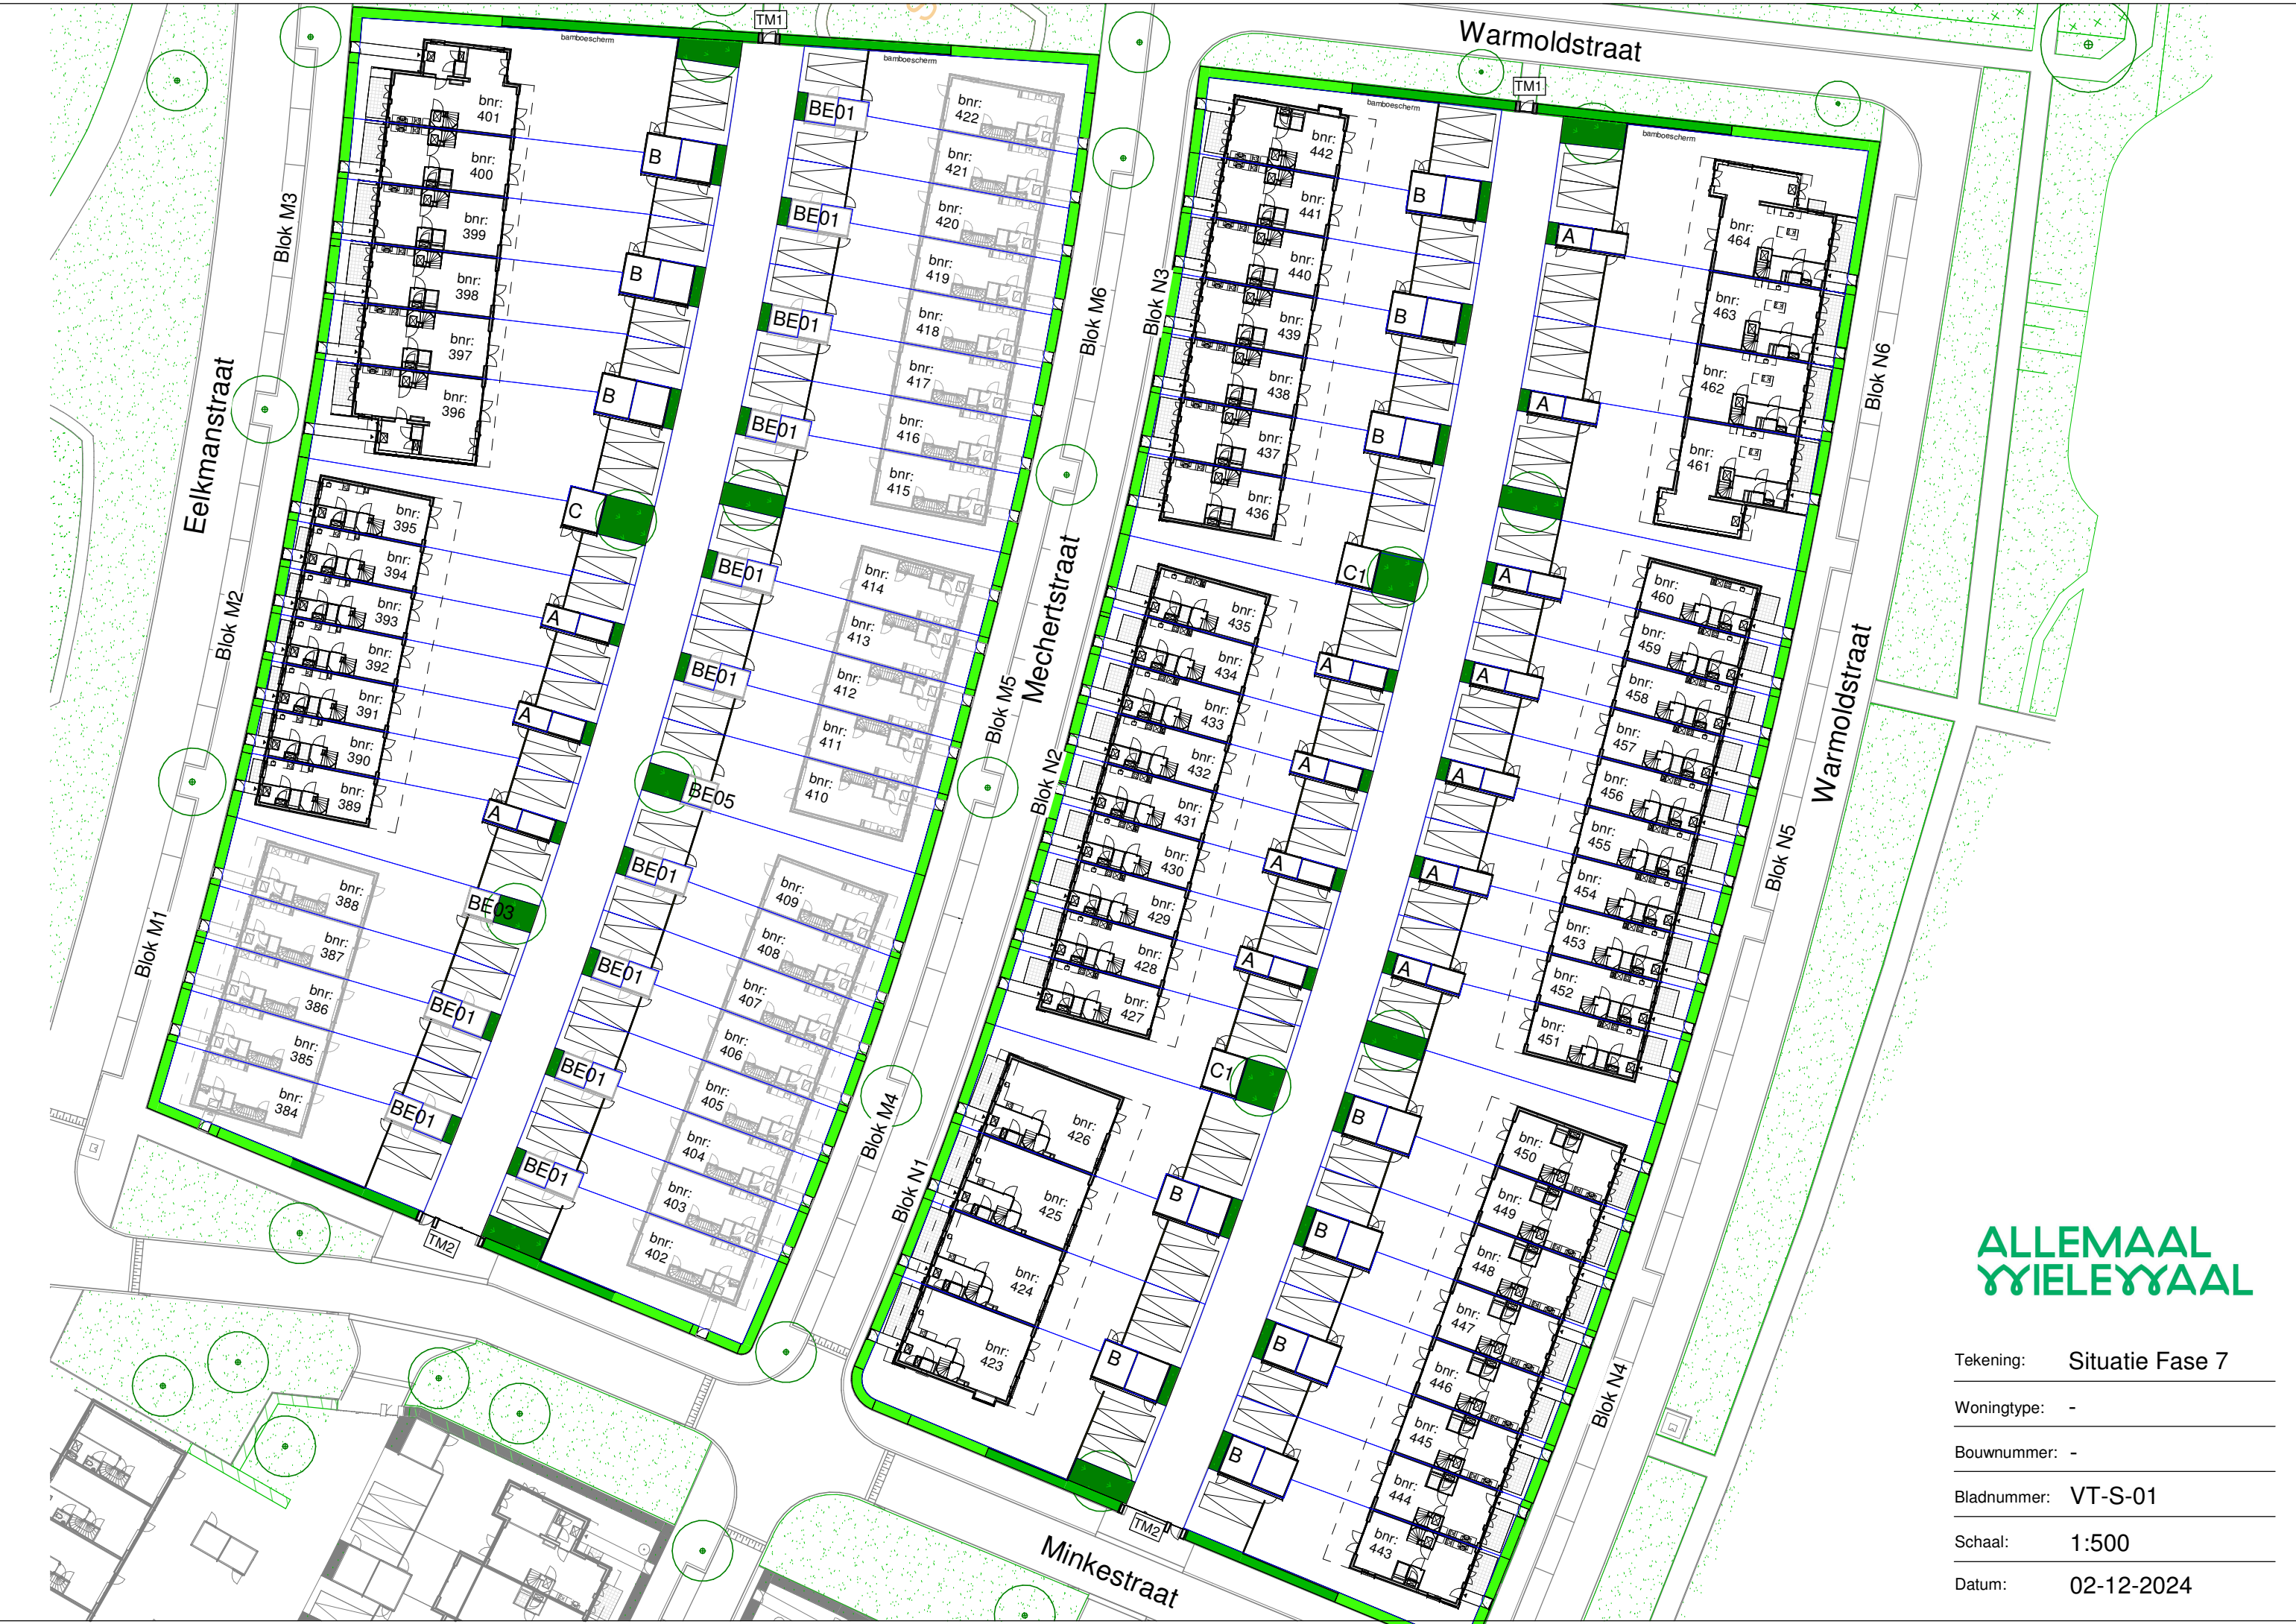 TM1
bamboescherm
bamboescherm
Warmoldstraat
TM1
bamboescherm
bamboescherm
Blok M3
Eelkmanstraat
Blok M2
Blok M1
bnr:
401
bnr:
400
bnr:
399
bnr:
398
bnr:
397
bnr:
396
bnr:
395
bnr:
394
bnr:
393
bnr:
392
bnr:
391
bnr:
390
bnr:
389
bnr:
388
bnr:
387
bnr:
386
bnr:
385
bnr:
384
B
B
B
C
A
A
A
BE03
BE01
BE01
TM2
BE01
BE01
BE01
BE01
BE01
BE01
BE05
BE01
BE01
BE01
BE01
bnr:
422
bnr:
421
bnr:
420
bnr:
419
bnr:
418
bnr:
417
bnr:
416
bnr:
415
bnr:
414
bnr:
413
bnr:
412
bnr:
411
bnr:
410
bnr:
409
bnr:
408
bnr:
407
bnr:
406
bnr:
405
bnr:
404
bnr:
403
bnr:
402
Blok M6
Blok M5
Blok M4
Mechertstraat
Blok N3
Blok N2
Blok N1
bnr:
442
bnr:
441
bnr:
440
bnr:
439
bnr:
438
bnr:
437
bnr:
436
bnr:
435
bnr:
434
bnr:
433
bnr:
432
bnr:
431
bnr:
430
bnr:
429
bnr:
428
bnr:
427
bnr:
426
bnr:
425
bnr:
424
bnr:
423
B
B
B
C1
A
A
A
A
C1
B
B
TM2
A
A
A
A
A
A
A
B
B
B
B
bnr:
464
bnr:
463
bnr:
462
bnr:
461
bnr:
460
bnr:
459
bnr:
458
bnr:
457
bnr:
456
bnr:
455
bnr:
454
bnr:
453
bnr:
452
bnr:
451
bnr:
450
bnr:
449
bnr:
448
bnr:
447
bnr:
446
bnr:
445
bnr:
444
bnr:
443
Blok N6
Warmoldstraat
Blok N5
Blok N4
Minkestraat
ALLEMAAL
WIELEWAAL
Tekening: Situatie Fase 7
Woningtype: -
Bouwnummer: -
Bladnummer: VT-S-01
Schaal: 1:500
Datum: 02-12-2024